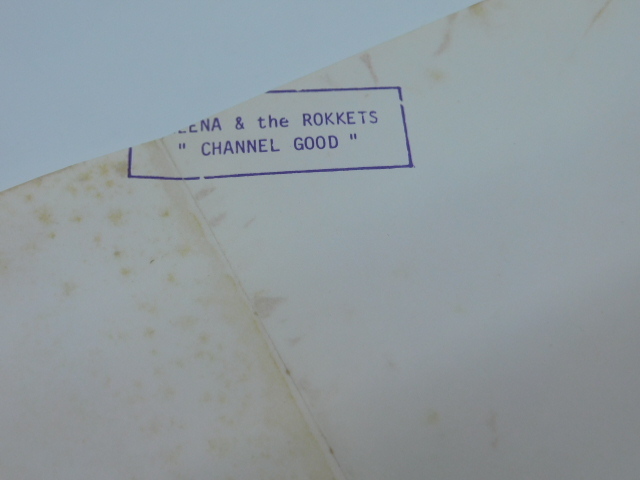 ENA & the ROKKETS
" CHANNEL GOOD "